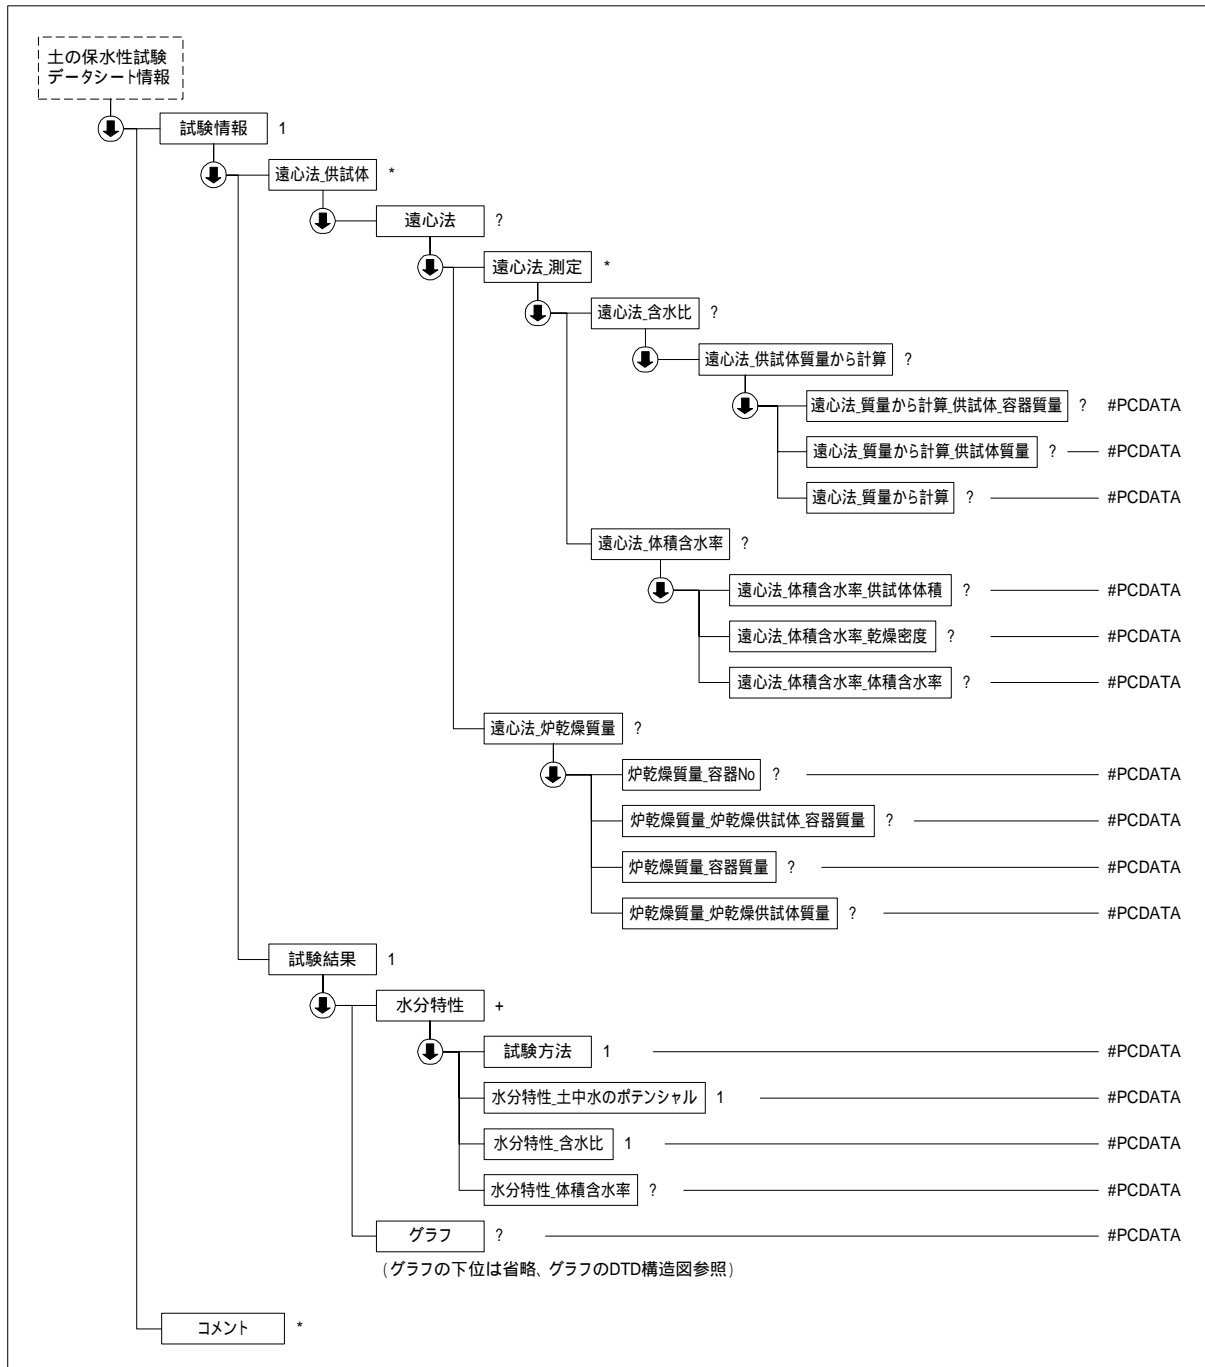 土の保水性試験
データシート情報
試験情報 1
遠心法_供試体 *
遠心法 ?
遠心法_測定 *
遠心法_含水比 ?
遠心法_供試体質量から計算 ?
遠心法_質量から計算_供試体_容器質量 ? #PCDATA
遠心法_質量から計算_供試体質量 ? #PCDATA
遠心法_質量から計算 ? #PCDATA
遠心法_体積含水率 ?
遠心法_体積含水率_供試体体積 ? #PCDATA
遠心法_体積含水率_乾燥密度 ? #PCDATA
遠心法_体積含水率_体積含水率 ? #PCDATA
遠心法_炉乾燥質量 ?
炉乾燥質量_容器No ? #PCDATA
炉乾燥質量_炉乾燥供試体_容器質量 ? #PCDATA
炉乾燥質量_容器質量 ? #PCDATA
炉乾燥質量_炉乾燥供試体質量 ? #PCDATA
試験結果 1
水分特性 +
試験方法 1 #PCDATA
水分特性_土中水のポテンシャル 1 #PCDATA
水分特性_含水比 1 #PCDATA
水分特性_体積含水率 ? #PCDATA
グラフ ? #PCDATA
(グラフの下位は省略、グラフのDTD構造図参照)
コメント *